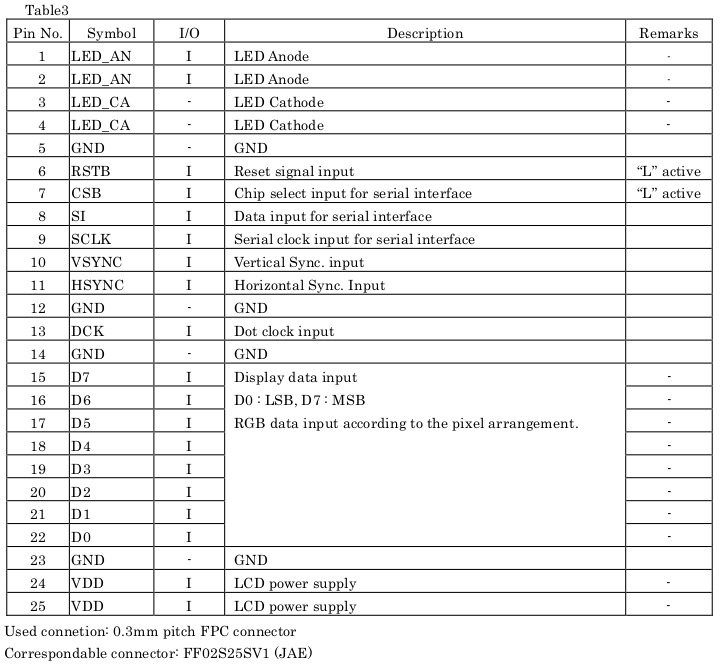 Table3
Pin No. Symbol I/O Description Remarks
1 LED_AN I LED Anode -
2 LED_AN I LED Anode -
3 LED_CA - LED Cathode -
4 LED_CA - LED Cathode -
5 GND - GND
6 RSTB I Reset signal input “L” active
7 CSB I Chip select input for serial interface “L” active
8 SI I Data input for serial interface
9 SCLK I Serial clock input for serial interface
10 VSYNC I Vertical Sync. input
11 HSYNC I Horizontal Sync. Input
12 GND - GND
13 DCK I Dot clock input
14 GND - GND
15 D7 I Display data input -
16 D6 I D0 : LSB, D7 : MSB -
17 D5 I RGB data input according to the pixel arrangement. -
18 D4 I -
19 D3 I -
20 D2 I -
21 D1 I -
22 D0 I -
23 GND - GND
24 VDD I LCD power supply -
25 VDD I LCD power supply -
Used connetion: 0.3mm pitch FPC connector
Correspondable connector: FF02S25SV1 (JAE)